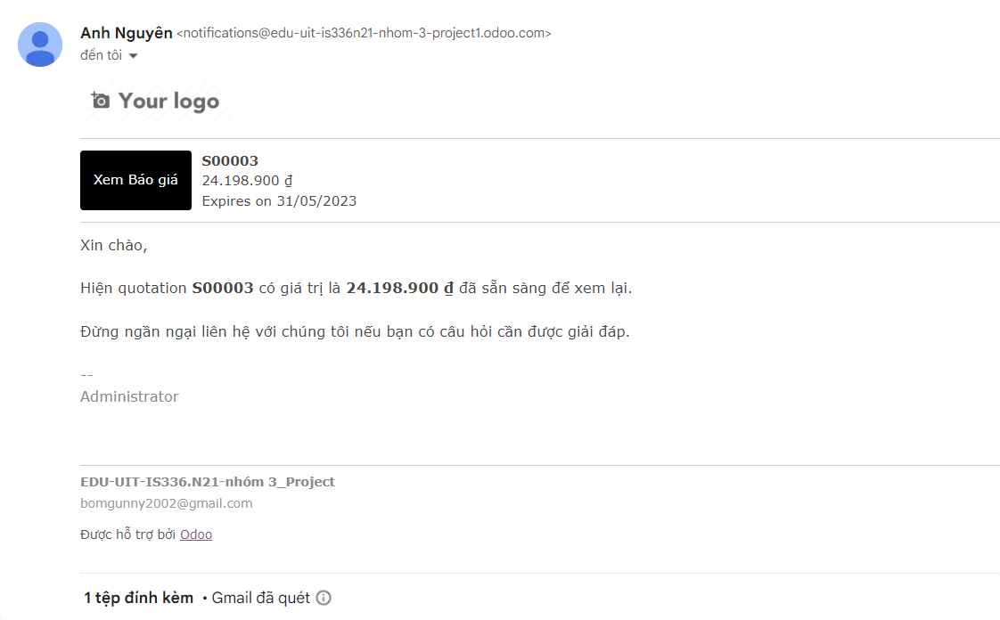 Anh Nguyên <notifications@edu-uit-is336n21-nhom-3-project1.odoo.com>
đến tôi
Your logo
Xem Báo giá
S00003
24.198.900 ₫
Expires on 31/05/2023
Xin chào,
Hiện quotation S00003 có giá trị là 24.198.900 ₫ đã sẵn sàng để xem lại.
Đừng ngần ngại liên hệ với chúng tôi nếu bạn có câu hỏi cần được giải đáp.
--
Administrator
EDU-UIT-IS336.N21-nhóm 3_Project
bomgunny2002@gmail.com
Được hỗ trợ bởi Odoo
1 tệp đính kèm • Gmail đã quét